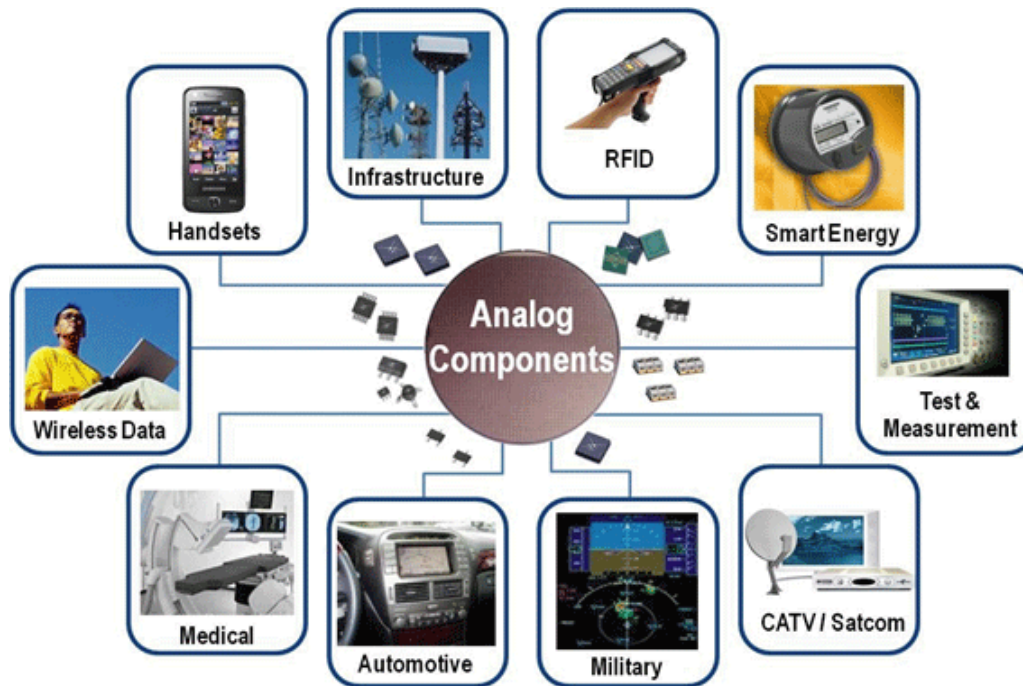 Infrastructure
RFID
Handsets
Smart Energy
Analog
Components
Wireless Data
Test &
Measurement
Medical
Automotive
Military
CATV / Satcom